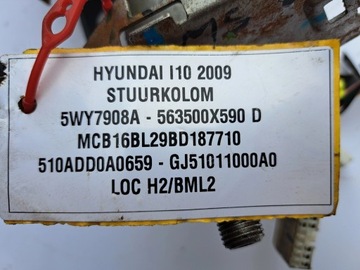 HYUNDAI I10 2009
STUURKOLOM
5WY7908A - 563500X590 D
MCB16BL29BD187710
510ADD0A0659 - GJ51011000A0
LOC H2/BML2